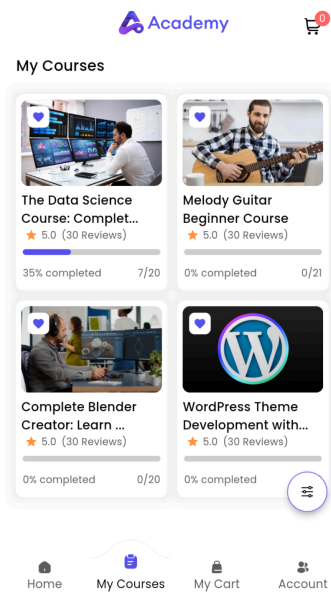 Academy
0
My Courses
The Data Science
Course: Complet...
5.0 (30 Reviews)
35% completed 7/20
Melody Guitar
Beginner Course
5.0 (30 Reviews)
0% completed 0/21
Complete Blender
Creator: Learn ...
5.0 (30 Reviews)
0% completed 0/20
WordPress Theme
Development with...
5.0 (30 Reviews)
0% completed
Home
My Courses
My Cart
Account